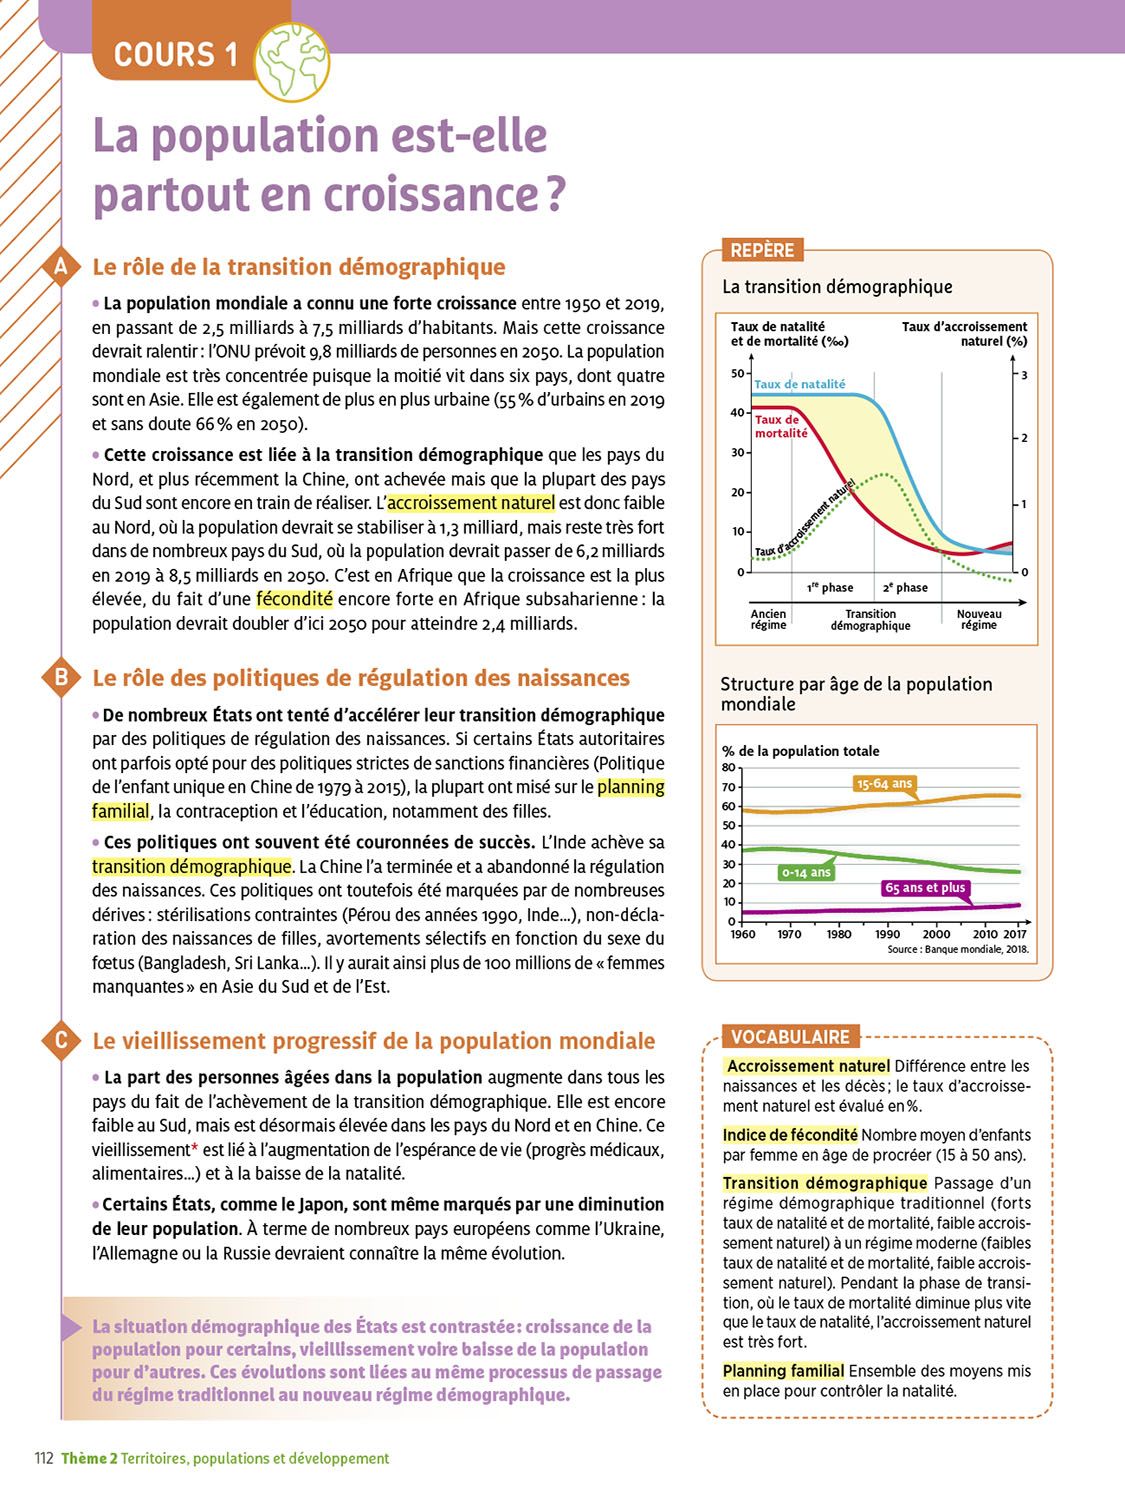 COURS 1
La population est-elle
partout en croissance ?
A
Le rôle de la transition démographique
• La population mondiale a connu une forte croissance entre 1950 et 2019,
en passant de 2,5 milliards à 7,5 milliards d'habitants. Mais cette croissance
devrait ralentir : l'ONU prévoit 9,8 milliards de personnes en 2050. La population
mondiale est très concentrée puisque la moitié vit dans six pays, dont quatre
sont en Asie. Elle est également de plus en plus urbaine (55 % d'urbains en 2019
et sans doute 66 % en 2050).
• Cette croissance est liée à la transition démographique que les pays du
Nord, et plus récemment la Chine, ont achevée mais que la plupart des pays
du Sud sont encore en train de réaliser. L'accroissement naturel est donc faible
au Nord, où la population devrait se stabiliser à 1,3 milliard, mais reste très fort
dans de nombreux pays du Sud, où la population devrait passer de 6,2 milliards
en 2019 à 8,5 milliards en 2050. C'est en Afrique que la croissance est la plus
élevée, du fait d'une fécondité encore forte en Afrique subsaharienne : la
population devrait doubler d'ici 2050 pour atteindre 2,4 milliards.
B
Le rôle des politiques de régulation des naissances
• De nombreux États ont tenté d'accélérer leur transition démographique
par des politiques de régulation des naissances. Si certains États autoritaires
ont parfois opté pour des politiques strictes de sanctions financières (Politique
de l'enfant unique en Chine de 1979 à 2015), la plupart ont misé sur le planning
familial, la contraception et l'éducation, notamment des filles.
• Ces politiques ont souvent été couronnées de succès. L'Inde achève sa
transition démographique. La Chine l'a terminée et a abandonné la régulation
des naissances. Ces politiques ont toutefois été marquées par de nombreuses
dérives : stérilisations contraintes (Pérou des années 1990, Inde…), non-décla-
ration des naissances de filles, avortements sélectifs en fonction du sexe du
fœtus (Bangladesh, Sri Lanka…). Il y aurait ainsi plus de 100 millions de « femmes
manquantes » en Asie du Sud et de l'Est.
C
Le vieillissement progressif de la population mondiale
• La part des personnes âgées dans la population augmente dans tous les
pays du fait de l'achèvement de la transition démographique. Elle est encore
faible au Sud, mais est désormais élevée dans les pays du Nord et en Chine. Ce
vieillissement* est lié à l'augmentation de l'espérance de vie (progrès médicaux,
alimentaires…) et à la baisse de la natalité.
• Certains États, comme le Japon, sont même marqués par une diminution
de leur population. À terme de nombreux pays européens comme l'Ukraine,
l'Allemagne ou la Russie devraient connaître la même évolution.
La situation démographique des États est contrastée : croissance de la
population pour certains, vieillissement voire baisse de la population
pour d'autres. Ces évolutions sont liées au même processus de passage
du régime traditionnel au nouveau régime démographique.
REPÈRE
La transition démographique
Taux de natalité
et de mortalité (‰)
Taux d'accroissement
naturel (%)
50
40
30
20
10
0
3
2
1
0
Taux de natalité
Taux de
mortalité
Taux d'accroissement naturel
1re phase
2e phase
Ancien
régime
Transition
démographique
Nouveau
régime
Structure par âge de la population
mondiale
% de la population totale
80
70
60
50
40
30
20
10
0
15-64 ans
0-14 ans
65 ans et plus
1960 1970 1980 1990 2000 2010 2017
Source : Banque mondiale, 2018.
VOCABULAIRE
Accroissement naturel Différence entre les
naissances et les décès ; le taux d'accroisse-
ment naturel est évalué en %.
Indice de fécondité Nombre moyen d'enfants
par femme en âge de procréer (15 à 50 ans).
Transition démographique Passage d'un
régime démographique traditionnel (forts
taux de natalité et de mortalité, faible accrois-
sement naturel) à un régime moderne (faibles
taux de natalité et de mortalité, faible accrois-
sement naturel). Pendant la phase de transi-
tion, où le taux de mortalité diminue plus vite
que le taux de natalité, l'accroissement naturel
est très fort.
Planning familial Ensemble des moyens mis
en place pour contrôler la natalité.
112 Thème 2 Territoires, populations et développement